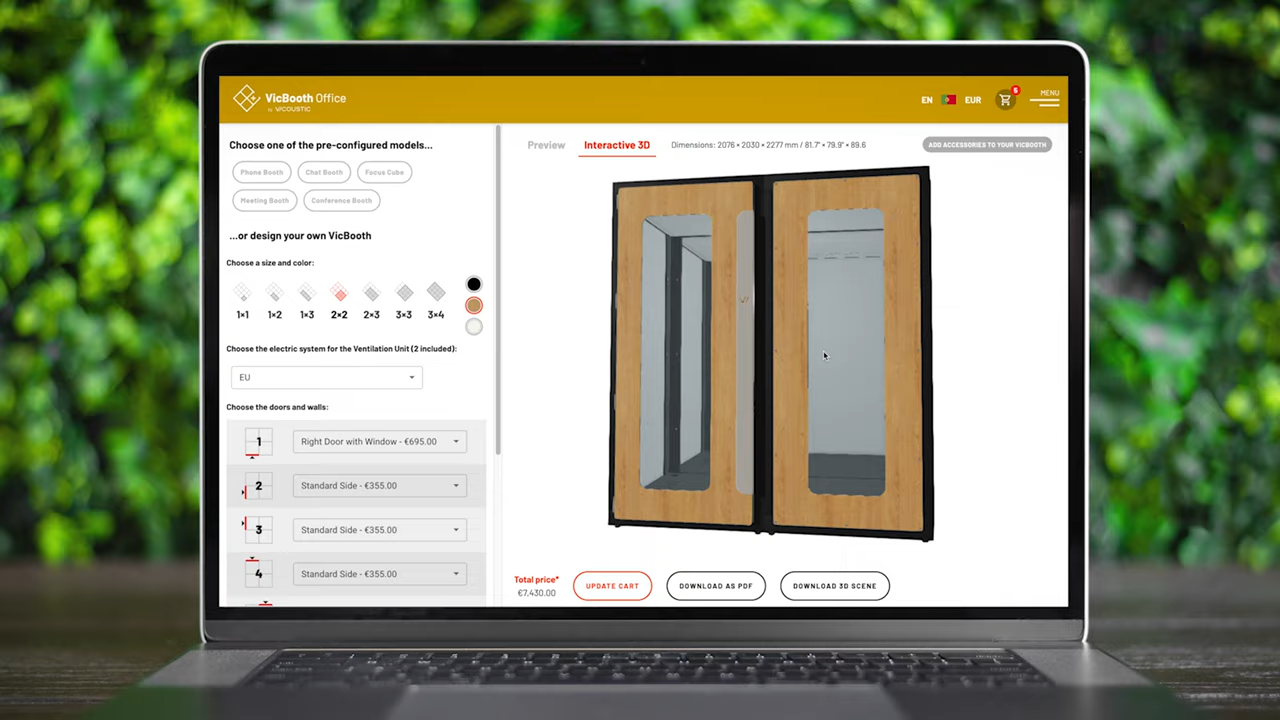 VicBooth Office
by VICOUSTIC
EN
EUR
6
MENU
Choose one of the pre-configured models...
Phone Booth
Chat Booth
Focus Cube
Meeting Booth
Conference Booth
...or design your own VicBooth
Choose a size and color:
1×1
1×2
1×3
2×2
2×3
3×3
3×4
Choose the electric system for the Ventilation Unit (2 included):
EU
Choose the doors and walls:
1
Right Door with Window - €695.00
2
Standard Side - €355.00
3
Standard Side - €355.00
4
Standard Side - €355.00
Preview
Interactive 3D
Dimensions: 2076 × 2030 × 2277 mm / 81.7" × 79.9" × 89.6
ADD ACCESSORIES TO YOUR VICBOOTH
Total price*
€7,430.00
UPDATE CART
DOWNLOAD AS PDF
DOWNLOAD 3D SCENE